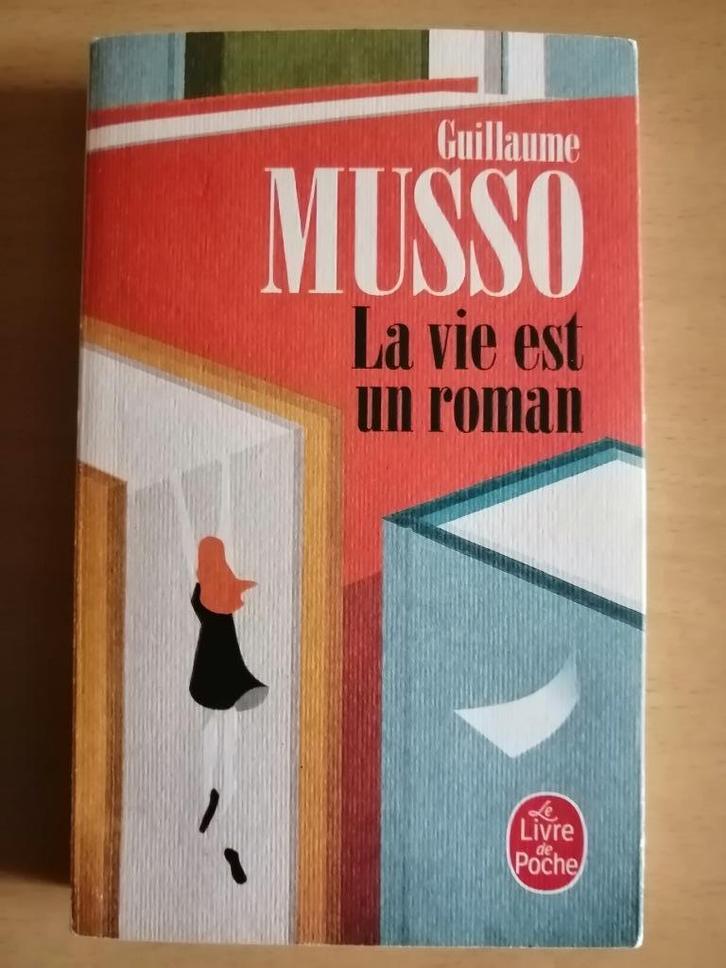 Guillaume
MUSSO
La vie est
un roman
Le
Livre
de
Poche